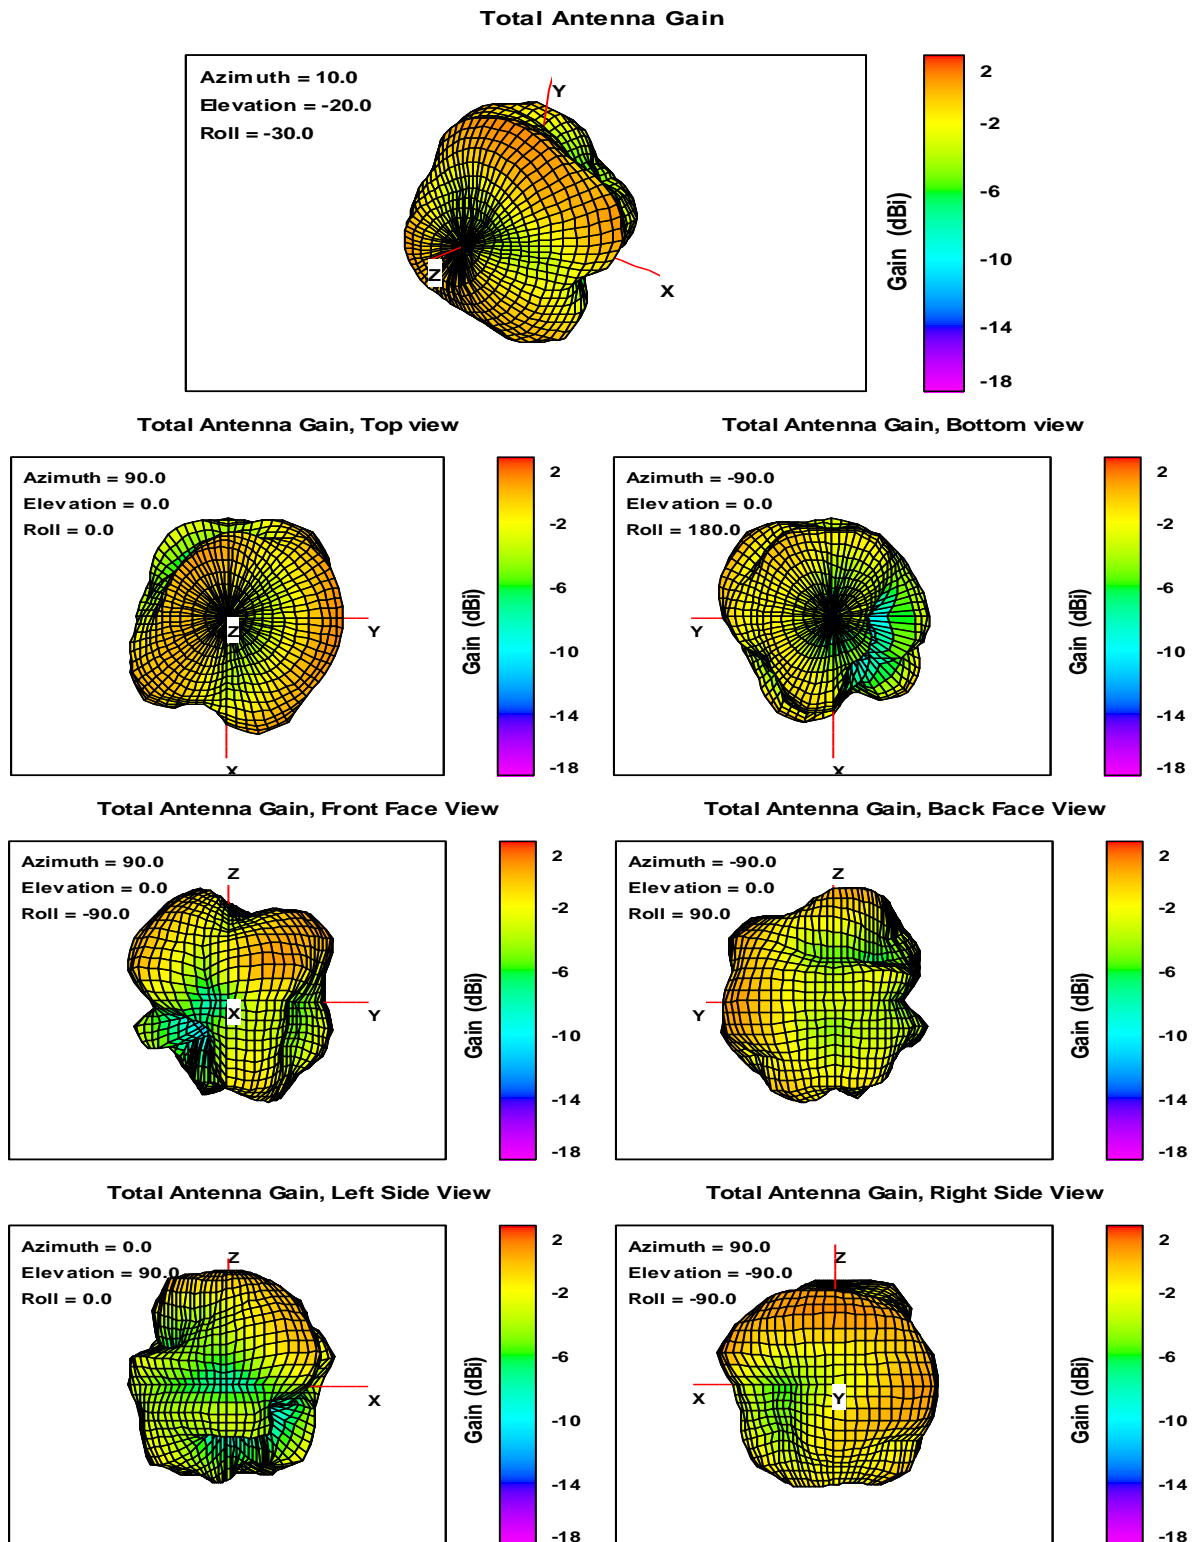 Total Antenna Gain
Azimuth = 10.0
Elevation = -20.0
Roll = -30.0
Y
Z
X
Gain (dBi)
2
-2
-6
-10
-14
-18
Total Antenna Gain, Top view
Azimuth = 90.0
Elevation = 0.0
Roll = 0.0
Z
Y
X
Gain (dBi)
2
-2
-6
-10
-14
-18
Total Antenna Gain, Bottom view
Azimuth = -90.0
Elevation = 0.0
Roll = 180.0
Y
X
Gain (dBi)
2
-2
-6
-10
-14
-18
Total Antenna Gain, Front Face View
Azimuth = 90.0
Elevation = 0.0
Roll = -90.0
Z
X
Y
Gain (dBi)
2
-2
-6
-10
-14
-18
Total Antenna Gain, Back Face View
Azimuth = -90.0
Elevation = 0.0
Roll = 90.0
Z
Y
Gain (dBi)
2
-2
-6
-10
-14
-18
Total Antenna Gain, Left Side View
Azimuth = 0.0
Elevation = 90.0
Roll = 0.0
Z
X
Gain (dBi)
2
-2
-6
-10
-14
-18
Total Antenna Gain, Right Side View
Azimuth = 90.0
Elevation = -90.0
Roll = -90.0
Z
X
Y
Gain (dBi)
2
-2
-6
-10
-14
-18